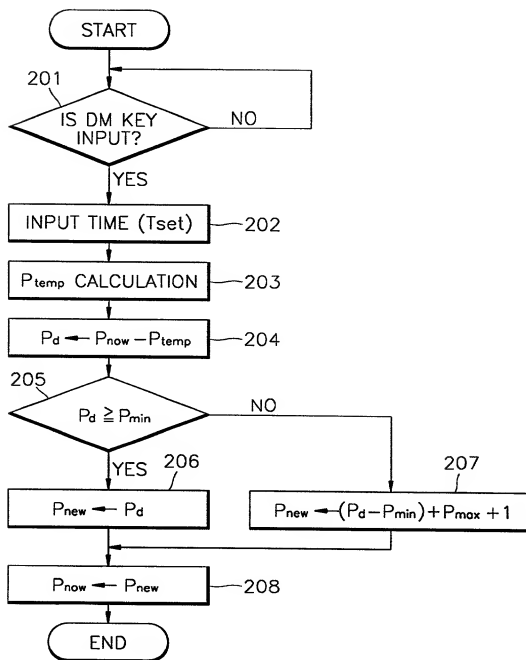 START
201
IS DM KEY
INPUT?
NO
YES
INPUT TIME (Tset)
202
Ptemp CALCULATION
203
Pd ← Pnow − Ptemp
204
205
Pd ≧ Pmin
NO
YES
206
207
Pnew ← Pd
Pnew ← (Pd − Pmin) + Pmax + 1
Pnow ← Pnew
208
END